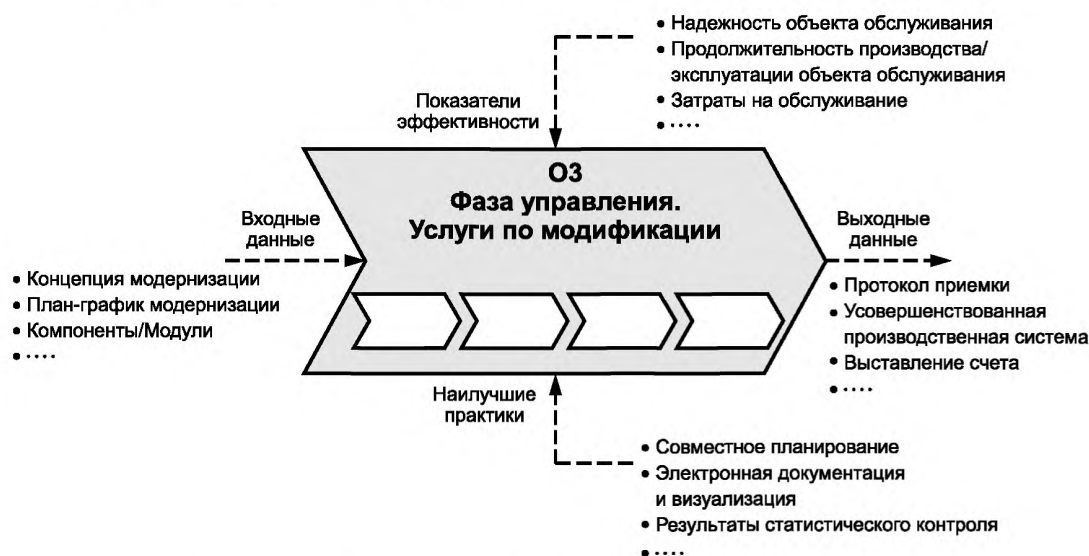 • Надежность объекта обслуживания
• Продолжительность производства/
эксплуатации объекта обслуживания
• Затраты на обслуживание
• ····
Показатели
эффективности
О3
Фаза управления.
Услуги по модификации
Входные
данные
• Концепция модернизации
• План-график модернизации
• Компоненты/Модули
• ····
Выходные
данные
• Протокол приемки
• Усовершенствованная
производственная система
• Выставление счета
• ····
Наилучшие
практики
• Совместное планирование
• Электронная документация
и визуализация
• Результаты статистического контроля
• ····